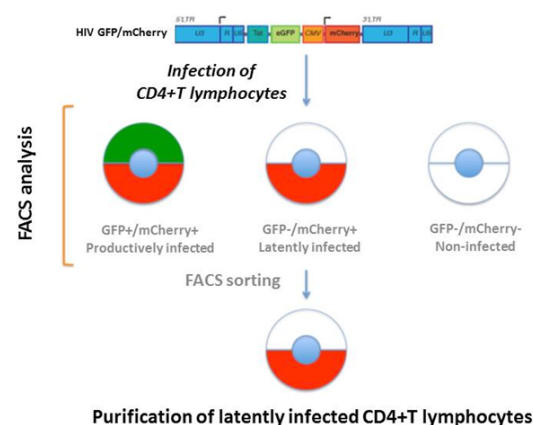 5'LTR 3'LTR
HIV GFP/mCherry U3 R U5 Tat eGFP CMV mCherry U3 R U5
Infection of
CD4+T lymphocytes
FACS analysis
GFP+/mCherry+ GFP-/mCherry+ GFP-/mCherry-
Productively infected Latently infected Non-infected
FACS sorting
Purification of latently infected CD4+T lymphocytes